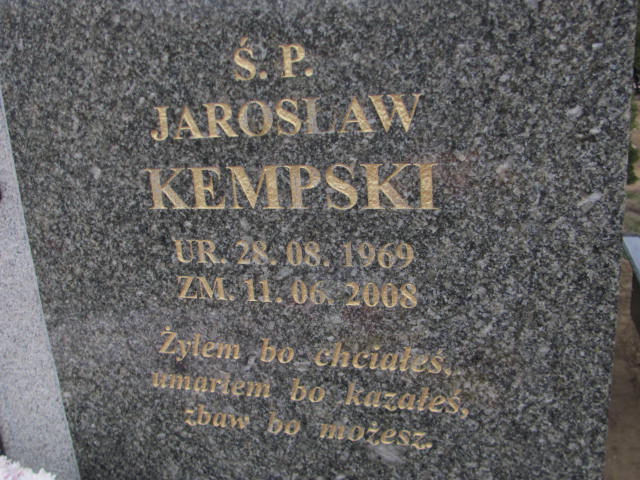 Ś. P.
JAROSŁAW
KEMPSKI
UR. 28. 08. 1969
ZM. 11. 06. 2008
Żyłem bo chciałeś,
umarłem bo kazałeś,
zbaw bo możesz.